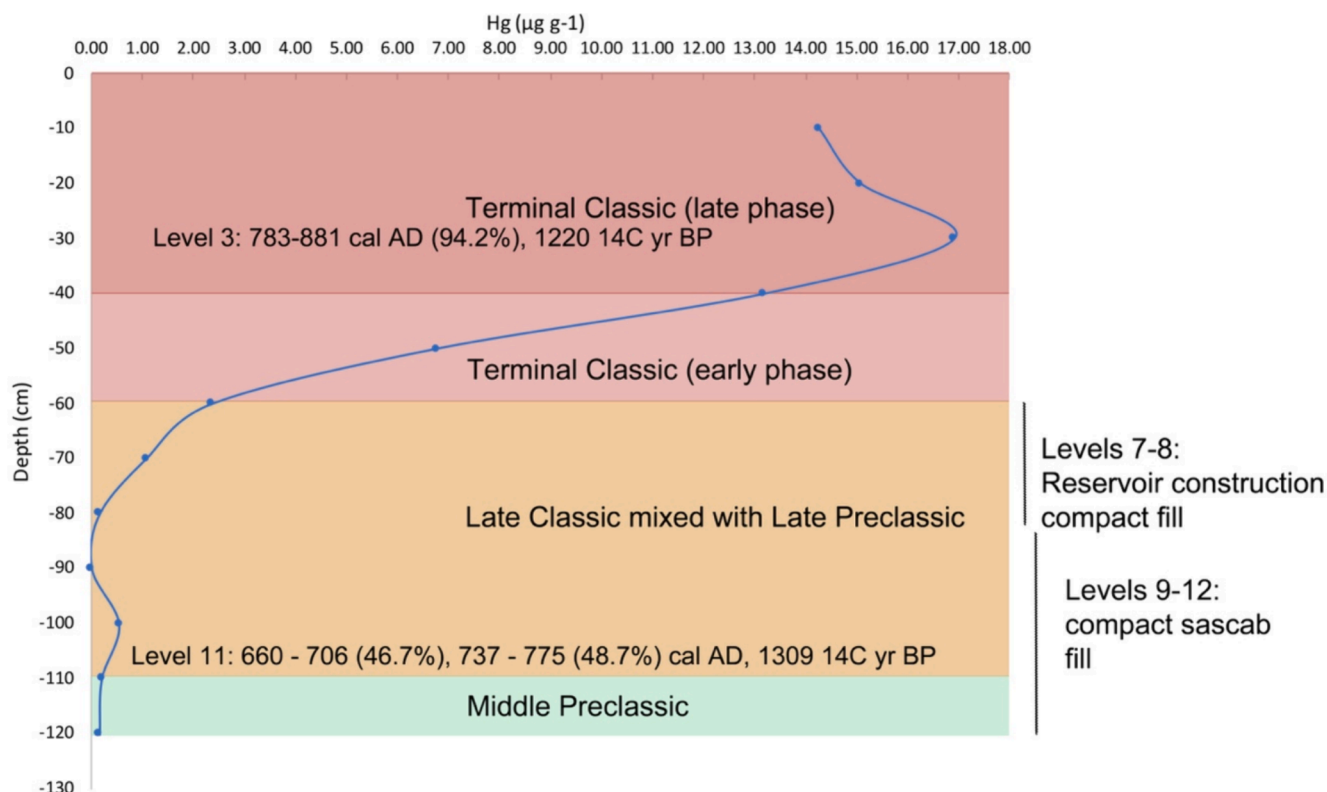 Hg (µg g-1)
0.00 1.00 2.00 3.00 4.00 5.00 6.00 7.00 8.00 9.00 10.00 11.00 12.00 13.00 14.00 15.00 16.00 17.00 18.00
0
-10
-20
-30
-40
-50
-60
-70
-80
-90
-100
-110
-120
-130
Depth (cm)
Terminal Classic (late phase)
Level 3: 783-881 cal AD (94.2%), 1220 14C yr BP
Terminal Classic (early phase)
Late Classic mixed with Late Preclassic
Level 11: 660 - 706 (46.7%), 737 - 775 (48.7%) cal AD, 1309 14C yr BP
Middle Preclassic
Levels 7-8:
Reservoir construction
compact fill
Levels 9-12:
compact sascab
fill